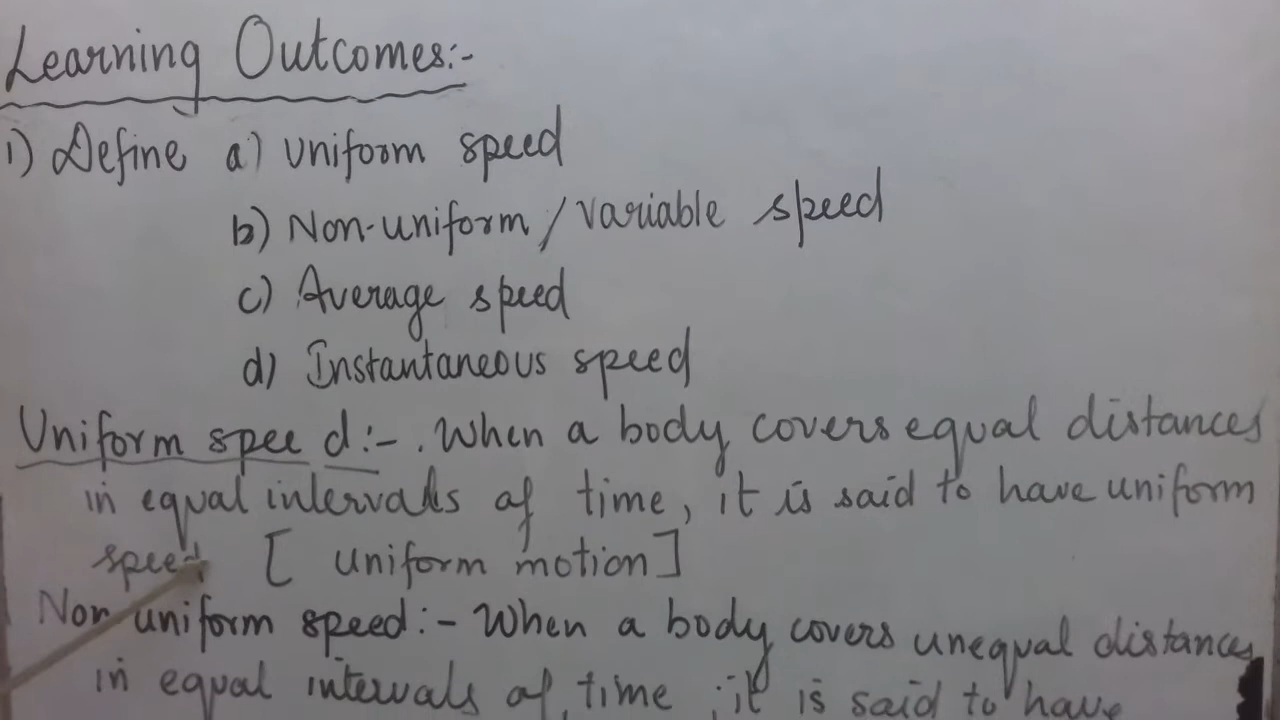 Learning Outcomes:-
1) Define a) uniform speed
b) Non-uniform/variable speed
c) Average speed
d) Instantaneous speed
Uniform speed:- When a body covers equal distances
in equal intervals of time, it is said to have uniform
speed [uniform motion]
Non uniform speed:- When a body covers unequal distances
in equal intervals of time, it is said to have